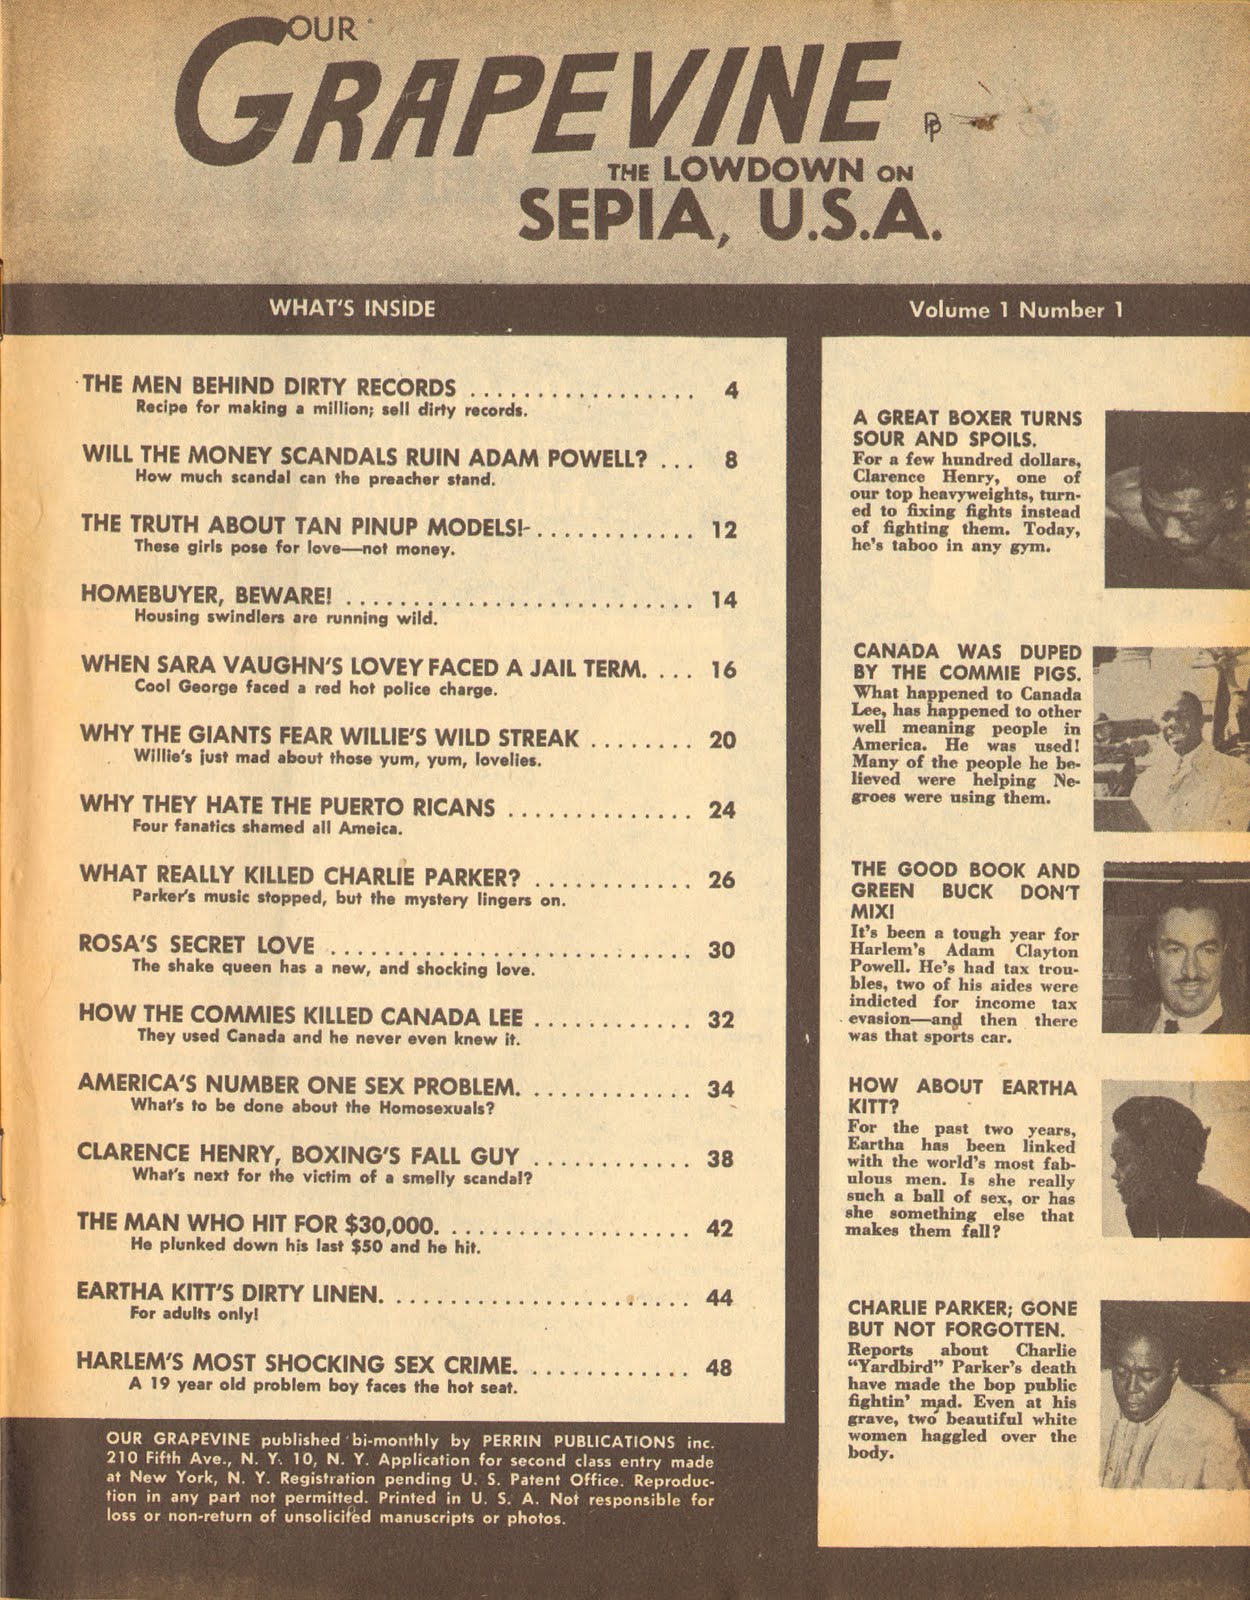 OUR
GRAPEVINE
THE LOWDOWN ON
SEPIA, U.S.A.
WHAT'S INSIDE
THE MEN BEHIND DIRTY RECORDS . . . . . . . . . . . . . . . . . 4
Recipe for making a million; sell dirty records.
WILL THE MONEY SCANDALS RUIN ADAM POWELL? . . . 8
How much scandal can the preacher stand.
THE TRUTH ABOUT TAN PINUP MODELS!- . . . . . . . . . . . . 12
These girls pose for love—not money.
HOMEBUYER, BEWARE! . . . . . . . . . . . . . . . . . . . . . . . . . . 14
Housing swindlers are running wild.
WHEN SARA VAUGHN'S LOVEY FACED A JAIL TERM. . . . 16
Cool George faced a red hot police charge.
WHY THE GIANTS FEAR WILLIE'S WILD STREAK . . . . . . . . 20
Willie's just mad about those yum, yum, lovelies.
WHY THEY HATE THE PUERTO RICANS . . . . . . . . . . . . . . 24
Four fanatics shamed all Ameica.
WHAT REALLY KILLED CHARLIE PARKER? . . . . . . . . . . . . 26
Parker's music stopped, but the mystery lingers on.
ROSA'S SECRET LOVE . . . . . . . . . . . . . . . . . . . . . . . . . . . 30
The shake queen has a new, and shocking love.
HOW THE COMMIES KILLED CANADA LEE . . . . . . . . . . . . 32
They used Canada and he never even knew it.
AMERICA'S NUMBER ONE SEX PROBLEM. . . . . . . . . . . . . 34
What's to be done about the Homosexuals?
CLARENCE HENRY, BOXING'S FALL GUY . . . . . . . . . . . . 38
What's next for the victim of a smelly scandal?
THE MAN WHO HIT FOR $30,000. . . . . . . . . . . . . . . . . . . 42
He plunked down his last $50 and he hit.
EARTHA KITT'S DIRTY LINEN. . . . . . . . . . . . . . . . . . . . . . . 44
For adults only!
HARLEM'S MOST SHOCKING SEX CRIME. . . . . . . . . . . . . 48
A 19 year old problem boy faces the hot seat.
OUR GRAPEVINE published bi-monthly by PERRIN PUBLICATIONS inc.
210 Fifth Ave., N. Y. 10, N. Y. Application for second class entry made
at New York, N. Y. Registration pending U. S. Patent Office. Reproduc-
tion in any part not permitted. Printed in U. S. A. Not responsible for
loss or non-return of unsolicited manuscripts or photos.
Volume 1 Number 1
A GREAT BOXER TURNS
SOUR AND SPOILS.
For a few hundred dollars,
Clarence Henry, one of
our top heavyweights, turn-
ed to fixing fights instead
of fighting them. Today,
he's taboo in any gym.
CANADA WAS DUPED
BY THE COMMIE PIGS.
What happened to Canada
Lee, has happened to other
well meaning people in
America. He was used!
Many of the people he be-
lieved were helping Ne-
groes were using them.
THE GOOD BOOK AND
GREEN BUCK DON'T
MIX!
It's been a tough year for
Harlem's Adam Clayton
Powell. He's had tax trou-
bles, two of his aides were
indicted for income tax
evasion—and then there
was that sports car.
HOW ABOUT EARTHA
KITT?
For the past two years,
Eartha has been linked
with the world's most fab-
ulous men. Is she really
such a ball of sex, or has
she something else that
makes them fall?
CHARLIE PARKER; GONE
BUT NOT FORGOTTEN.
Reports about Charlie
"Yardbird" Parker's death
have made the bop public
fightin' mad. Even at his
grave, two beautiful white
women haggled over the
body.